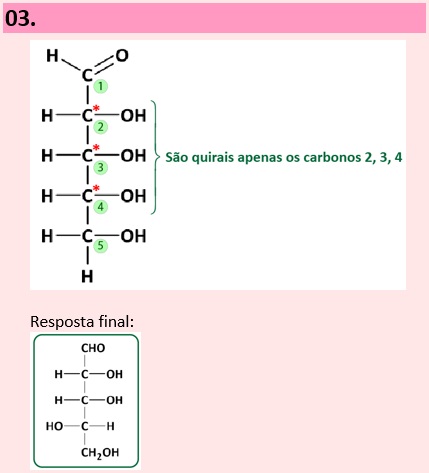 03.
H O
C
1
H C* OH
2
H C* OH
3
São quirais apenas os carbonos 2, 3, 4
H C* OH
4
H C OH
5
H
Resposta final:
CHO
H C OH
H C OH
HO C H
CH₂OH